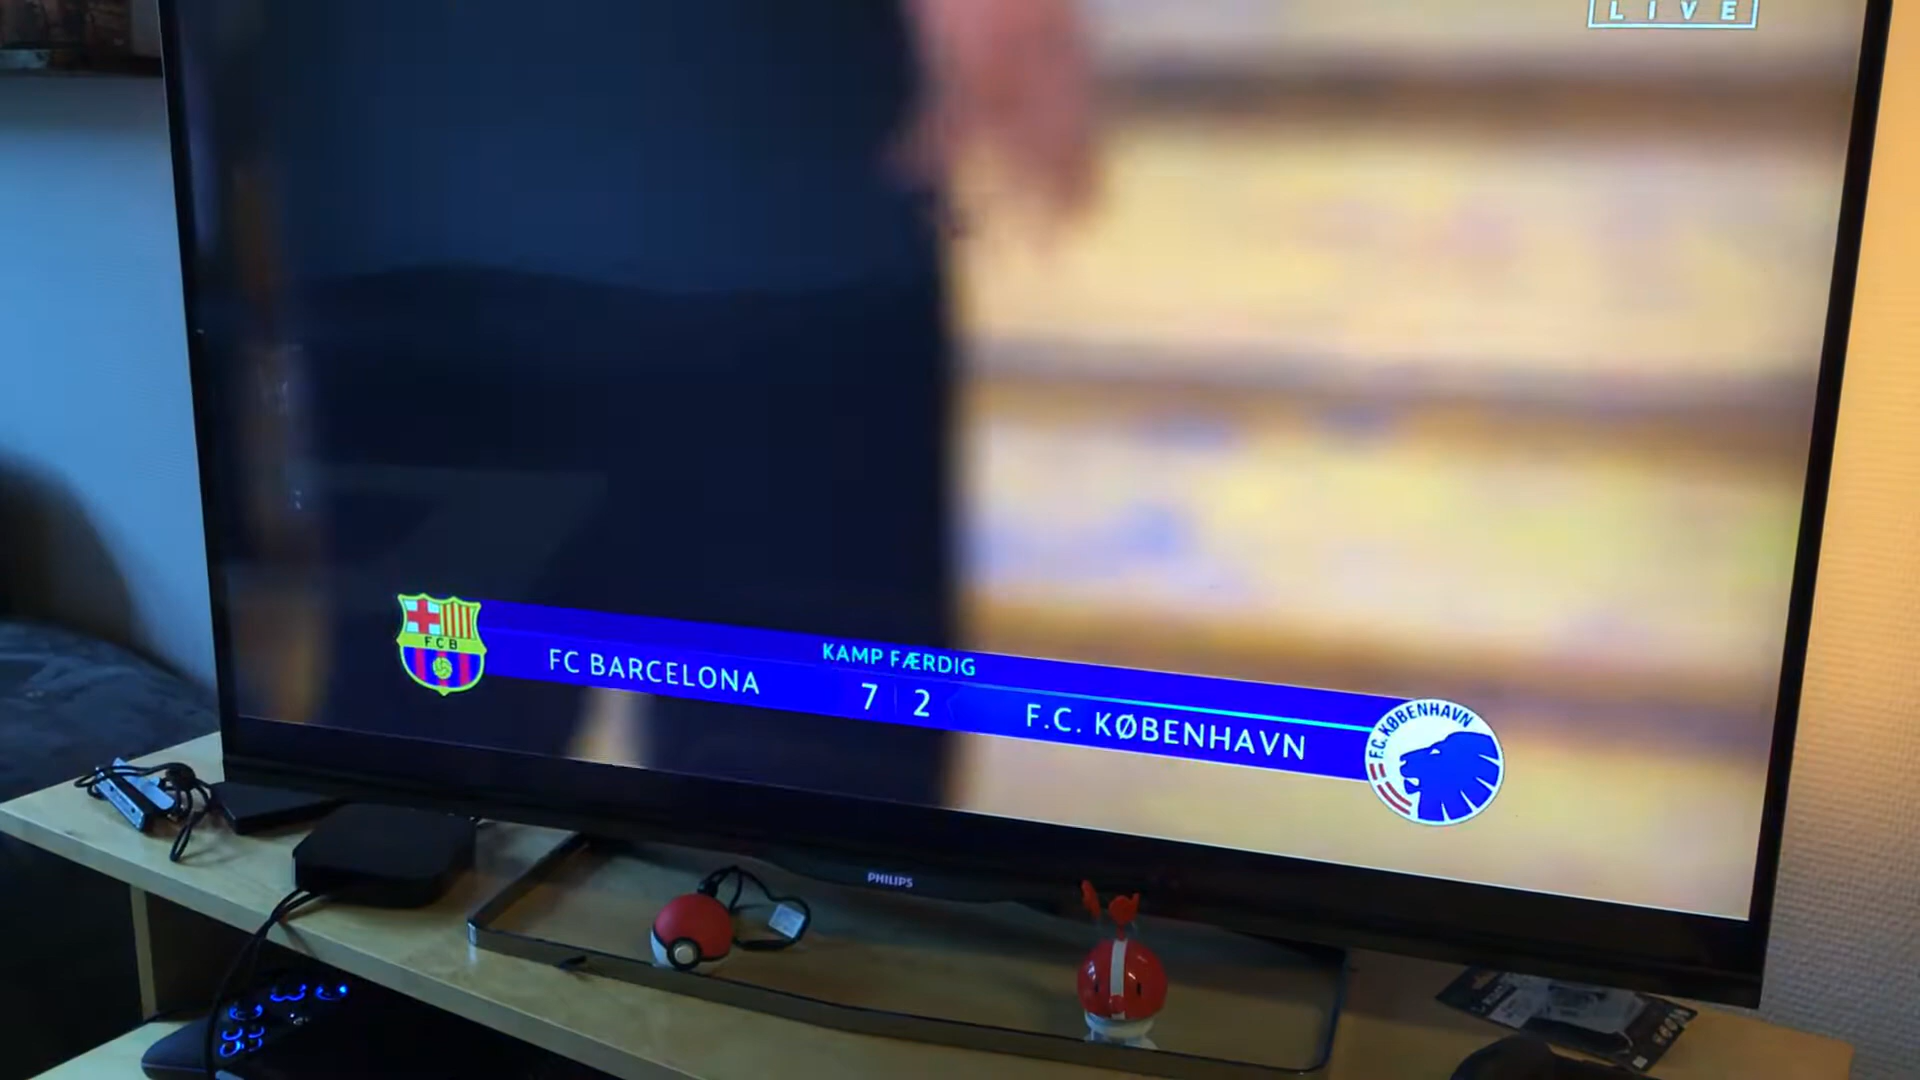 LIVE
FCB
KAMP FÆRDIG
FC BARCELONA 7 2 F.C. KØBENHAVN
F.C. KØBENHAVN
PHILIPS